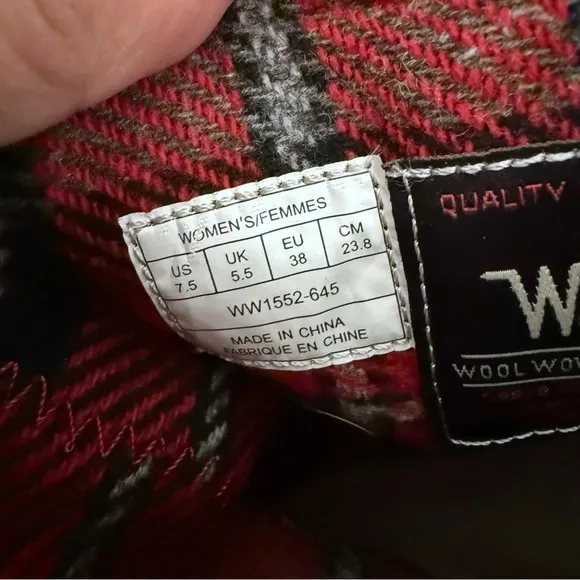 WOMEN'S/FEMMES
US UK EU CM
7.5 5.5 38 23.8
WW1552-645
MADE IN CHINA
FABRIQUE EN CHINE
QUALITY
W
WOOL